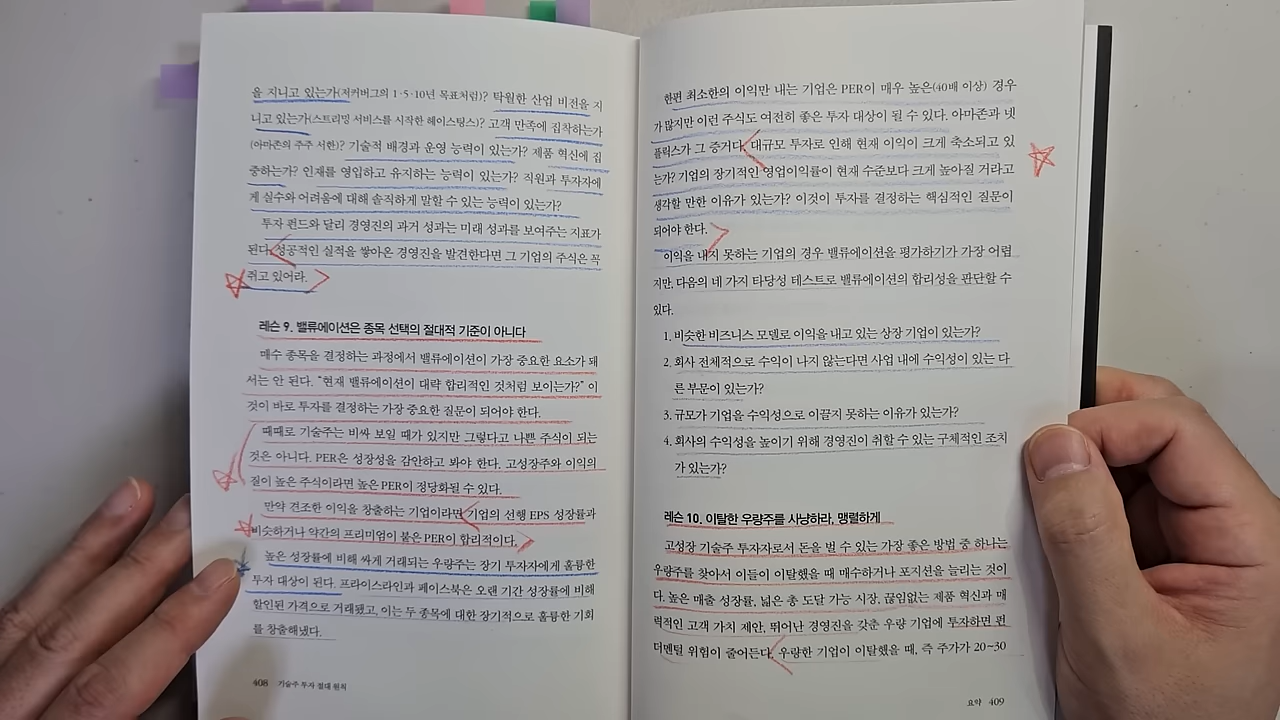 을 지니고 있는가(저커버그의 1·5·10년 목표처럼)? 탁월한 산업 비전을 지
니고 있는가(스트리밍 서비스를 시작한 헤이스팅스)? 고객 만족에 집착하는가
(아마존의 주주 서한)? 기술적 배경과 운영 능력이 있는가? 제품 혁신에 집
중하는가? 인재를 영입하고 유지하는 능력이 있는가? 직원과 투자자에
게 실수와 어려움에 대해 솔직하게 말할 수 있는 능력이 있는가?
투자 펀드와 달리 경영진의 과거 성과는 미래 성과를 보여주는 지표가
된다. 성공적인 실적을 쌓아온 경영진을 발견한다면 그 기업의 주식은 꼭
쥐고 있어라.
레슨 9. 밸류에이션은 종목 선택의 절대적 기준이 아니다
매수 종목을 결정하는 과정에서 밸류에이션이 가장 중요한 요소가 돼
서는 안 된다. “현재 밸류에이션이 대략 합리적인 것처럼 보이는가?” 이
것이 바로 투자를 결정하는 가장 중요한 질문이 되어야 한다.
때때로 기술주는 비싸 보일 때가 있지만 그렇다고 나쁜 주식이 되는
것은 아니다. PER은 성장성을 감안하고 봐야 한다. 고성장주와 이익의
질이 높은 주식이라면 높은 PER이 정당화될 수 있다.
만약 견조한 이익을 창출하는 기업이라면 기업의 선행 EPS 성장률과
비슷하거나 약간의 프리미엄이 붙은 PER이 합리적이다.
높은 성장률에 비해 싸게 거래되는 우량주는 장기 투자자에게 훌륭한
투자 대상이 된다. 프라이스라인과 페이스북은 오랜 기간 성장률에 비해
할인된 가격으로 거래됐고, 이는 두 종목에 대한 장기적으로 훌륭한 기회
를 창출해냈다.
408 기술주 투자 절대 원칙
한편 최소한의 이익만 내는 기업은 PER이 매우 높은(40배 이상) 경우
가 많지만 이런 주식도 여전히 좋은 투자 대상이 될 수 있다. 아마존과 넷
플릭스가 그 증거다. 대규모 투자로 인해 현재 이익이 크게 축소되고 있
는가? 기업의 장기적인 영업이익률이 현재 수준보다 크게 높아질 거라고
생각할 만한 이유가 있는가? 이것이 투자를 결정하는 핵심적인 질문이
되어야 한다.
이익을 내지 못하는 기업의 경우 밸류에이션을 평가하기가 가장 어렵
지만, 다음의 네 가지 타당성 테스트로 밸류에이션의 합리성을 판단할 수
있다.
1. 비슷한 비즈니스 모델로 이익을 내고 있는 상장 기업이 있는가?
2. 회사 전체적으로 수익이 나지 않는다면 사업 내에 수익성이 있는 다
른 부문이 있는가?
3. 규모가 기업을 수익성으로 이끌지 못하는 이유가 있는가?
4. 회사의 수익성을 높이기 위해 경영진이 취할 수 있는 구체적인 조치
가 있는가?
레슨 10. 이탈한 우량주를 사냥하라, 맹렬하게
고성장 기술주 투자자로서 돈을 벌 수 있는 가장 좋은 방법 중 하나는
우량주를 찾아서 이들이 이탈했을 때 매수하거나 포지션을 늘리는 것이
다. 높은 매출 성장률, 넓은 총 도달 가능 시장, 끊임없는 제품 혁신과 매
력적인 고객 가치 제안, 뛰어난 경영진을 갖춘 우량 기업에 투자하면 펀
더멘털 위험이 줄어든다. 우량한 기업이 이탈했을 때, 즉 주가가 20~30
요약 409